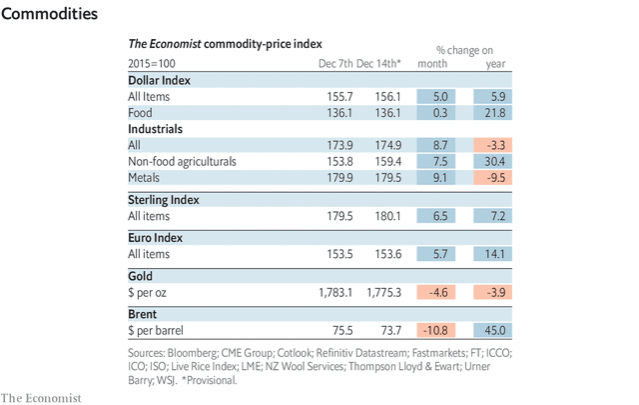 Commodities
The Economist commodity-price index
% change on
2015=100 Dec 7th Dec 14th* month year
Dollar Index
All Items 155.7 156.1 5.0 5.9
Food 136.1 136.1 0.3 21.8
Industrials
All 173.9 174.9 8.7 -3.3
Non-food agriculturals 153.8 159.4 7.5 30.4
Metals 179.9 179.5 9.1 -9.5
Sterling Index
All items 179.5 180.1 6.5 7.2
Euro Index
All items 153.5 153.6 5.7 14.1
Gold
$ per oz 1,783.1 1,775.3 -4.6 -3.9
Brent
$ per barrel 75.5 73.7 -10.8 45.0
Sources: Bloomberg; CME Group; Cotlook; Refinitiv Datastream; Fastmarkets; FT; ICCO;
ICO; ISO; Live Rice Index; LME; NZ Wool Services; Thompson Lloyd & Ewart; Urner
Barry; WSJ. *Provisional.
The Economist